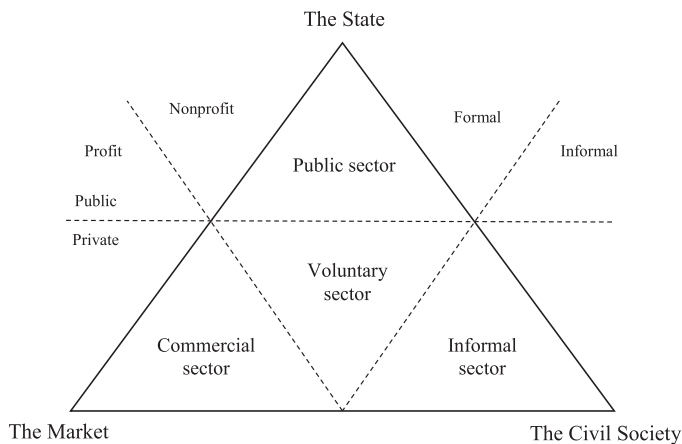 The State
Nonprofit
Formal
Profit
Informal
Public sector
Public
Private
Voluntary
sector
Commercial
sector
Informal
sector
The Market
The Civil Society